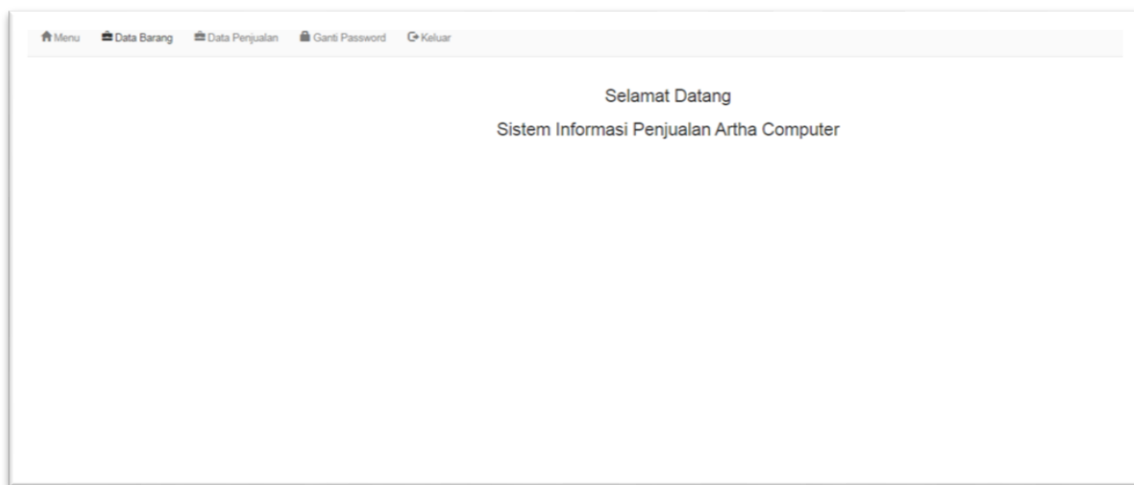 Menu Data Barang Data Penjualan Ganti Password Keluar
Selamat Datang
Sistem Informasi Penjualan Artha Computer